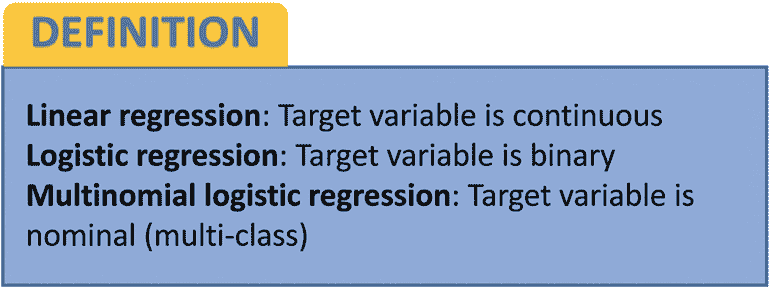 DEFINITION
Linear regression: Target variable is continuous
Logistic regression: Target variable is binary
Multinomial logistic regression: Target variable is
nominal (multi-class)